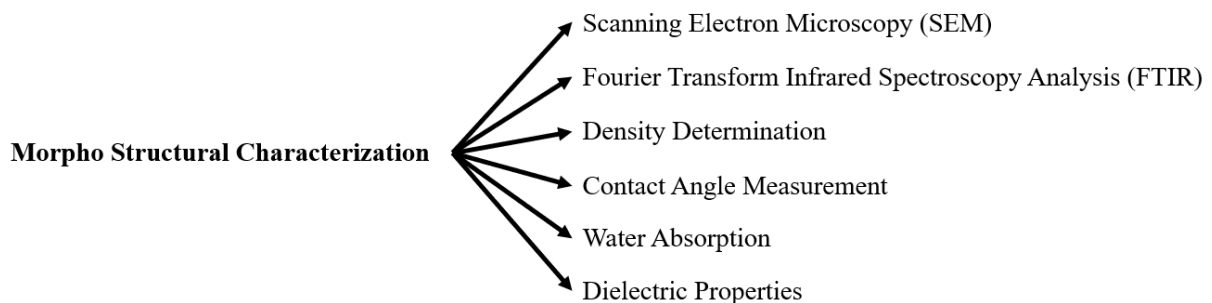 Scanning Electron Microscopy (SEM)
Fourier Transform Infrared Spectroscopy Analysis (FTIR)
Density Determination
Morpho Structural Characterization
Contact Angle Measurement
Water Absorption
Dielectric Properties